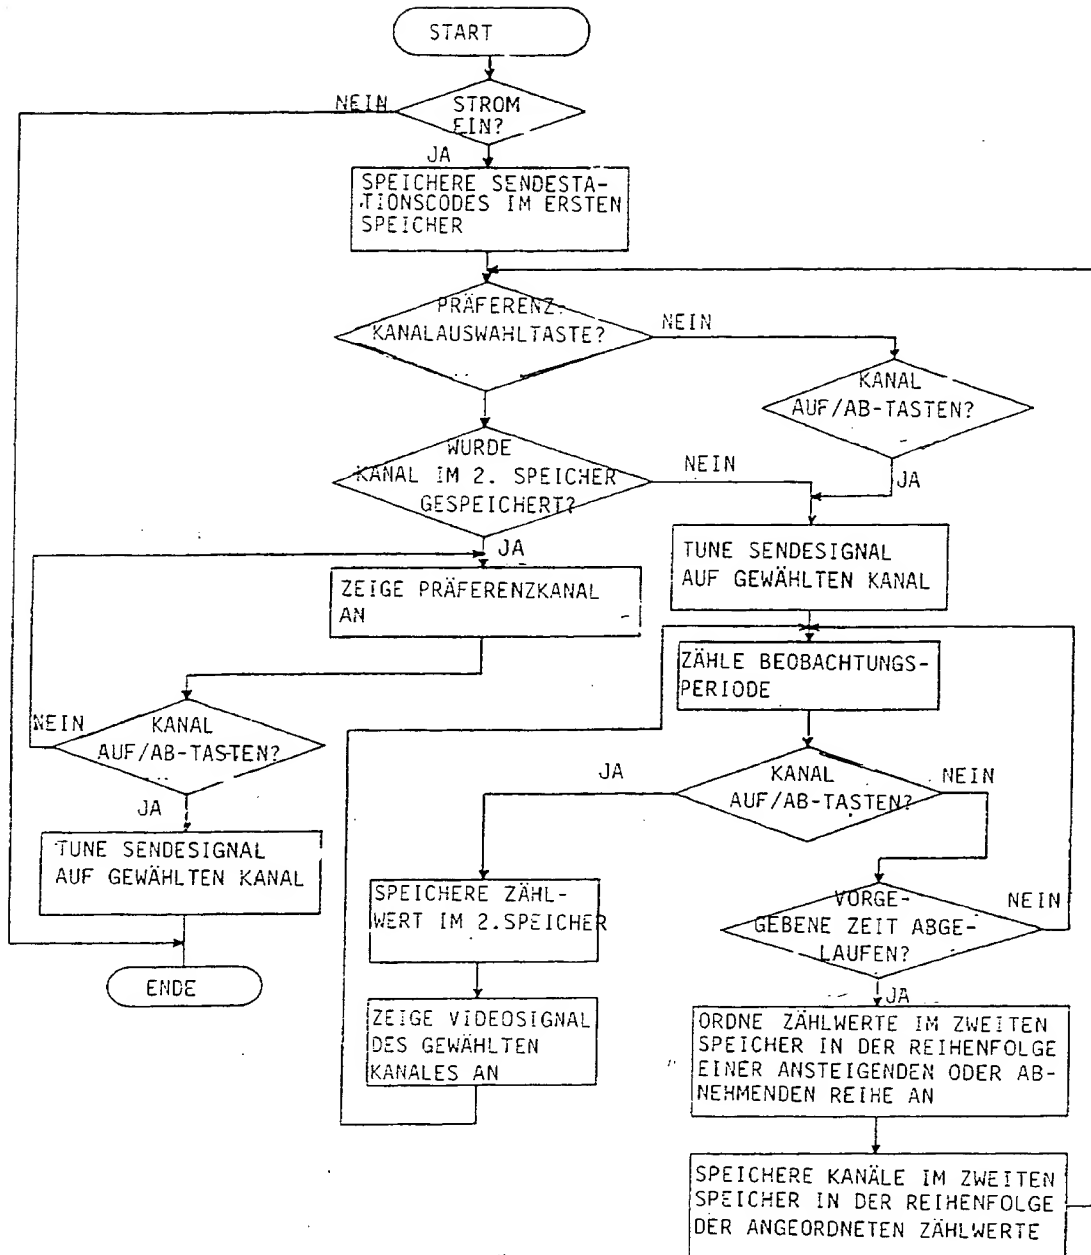 START
NEIN
STROM
EIN?
JA
SPEICHERE SENDESTA-
TIONSCODES IM ERSTEN
SPEICHER
PRÄFERENZ-
KANALAUSWAHLTASTE?
NEIN
KANAL
AUF/AB-TASTEN?
JA
WURDE
KANAL IM 2. SPEICHER
GESPEICHERT?
NEIN
JA
TUNE SENDESIGNAL
AUF GEWÄHLTEN KANAL
ZEIGE PRÄFERENZKANAL
AN
ZÄHLE BEOBACHTUNGS-
PERIODE
NEIN
KANAL
AUF/AB-TASTEN?
JA
TUNE SENDESIGNAL
AUF GEWÄHLTEN KANAL
ENDE
JA
KANAL
AUF/AB-TASTEN?
NEIN
SPEICHERE ZÄHL-
WERT IM 2.SPEICHER
ZEIGE VIDEOSIGNAL
DES GEWÄHLTEN
KANALES AN
VORGE-
GEBENE ZEIT ABGE-
LAUFEN?
NEIN
JA
ORDNE ZÄHLWERTE IM ZWEITEN
SPEICHER IN DER REIHENFOLGE
EINER ANSTEIGENDEN ODER AB-
NEHMENDEN REIHE AN
SPEICHERE KANÄLE IM ZWEITEN
SPEICHER IN DER REIHENFOLGE
DER ANGEORDNETEN ZÄHLWERTE